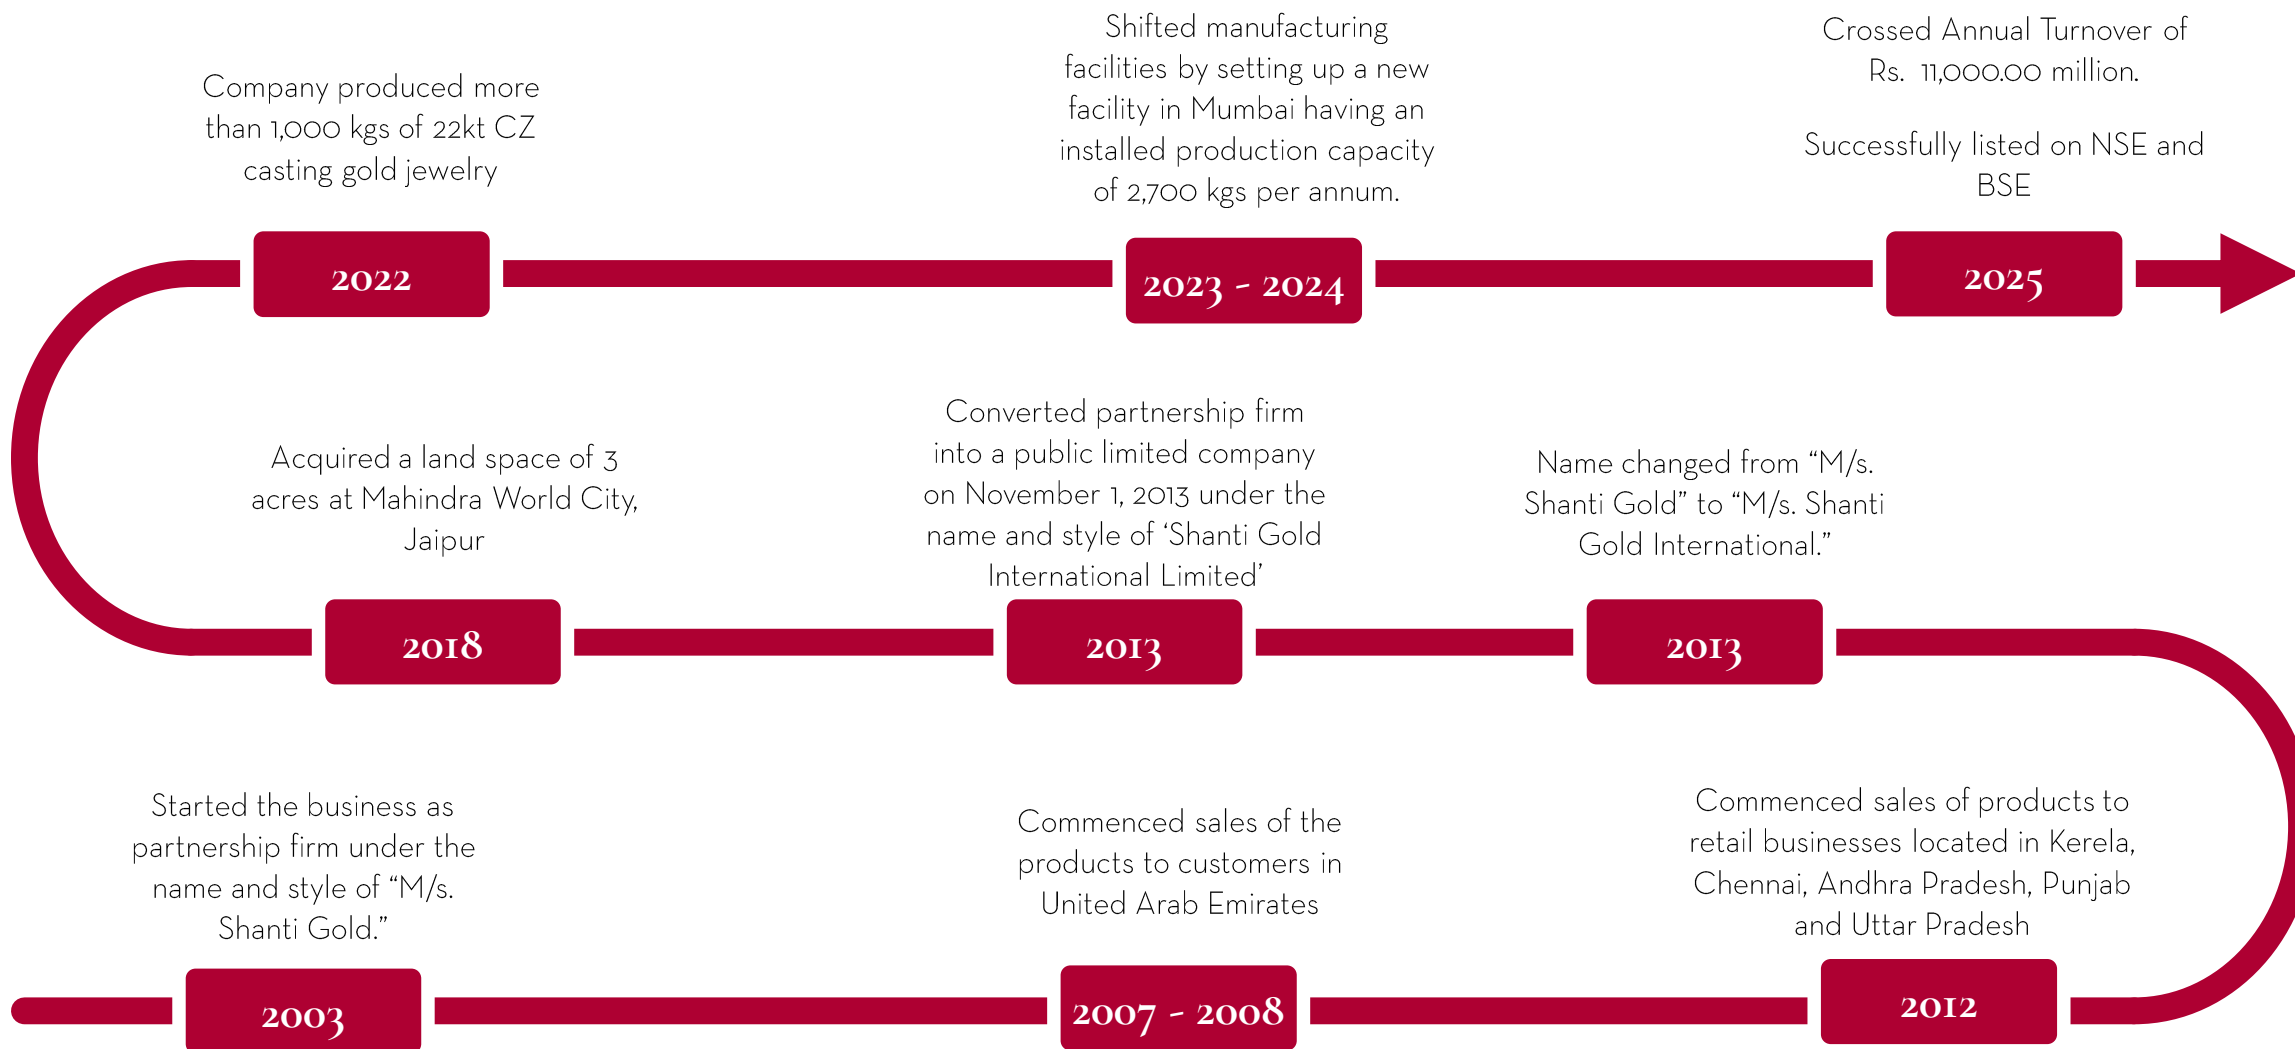 Company produced more
than 1,000 kgs of 22kt CZ
casting gold jewelry
2022
Shifted manufacturing
facilities by setting up a new
facility in Mumbai having an
installed production capacity
of 2,700 kgs per annum.
2023 - 2024
Crossed Annual Turnover of
Rs. 11,000.00 million.
Successfully listed on NSE and
BSE
2025
Acquired a land space of 3
acres at Mahindra World City,
Jaipur
2018
Converted partnership firm
into a public limited company
on November 1, 2013 under the
name and style of ‘Shanti Gold
International Limited’
2013
Name changed from “M/s.
Shanti Gold” to “M/s. Shanti
Gold International.”
2013
Started the business as
partnership firm under the
name and style of “M/s.
Shanti Gold.”
2003
Commenced sales of the
products to customers in
United Arab Emirates
2007 - 2008
Commenced sales of products to
retail businesses located in Kerela,
Chennai, Andhra Pradesh, Punjab
and Uttar Pradesh
2012